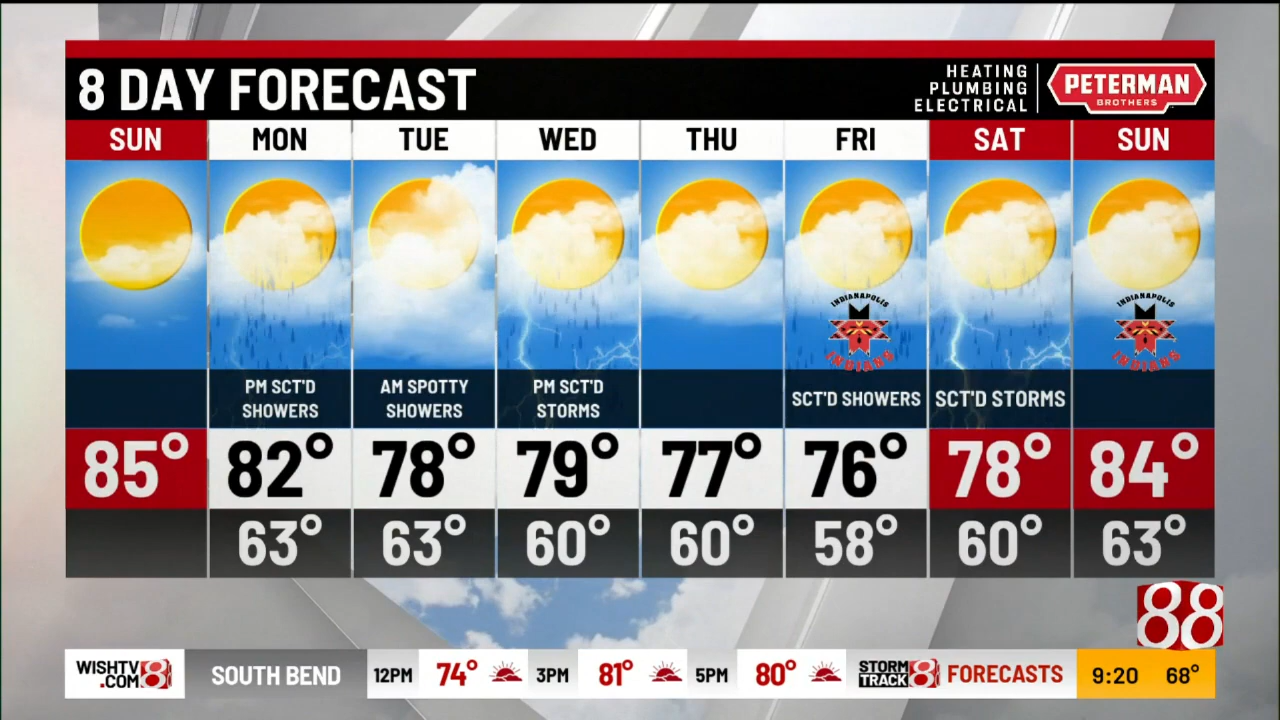 8 DAY FORECAST
HEATING
PLUMBING
ELECTRICAL
PETERMAN
BROTHERS
SUN MON TUE WED THU FRI SAT SUN
INDIANAPOLIS INDIANS
INDIANAPOLIS INDIANS
PM SCT'D SHOWERS
AM SPOTTY SHOWERS
PM SCT'D STORMS
SCT'D SHOWERS
SCT'D STORMS
85° 82° 78° 79° 77° 76° 78° 84°
63° 63° 60° 60° 58° 60° 63°
88
WISHTV.COM 8
SOUTH BEND 12PM 74° 3PM 81° 5PM 80°
STORM TRACK 8 FORECASTS
9:20 68°